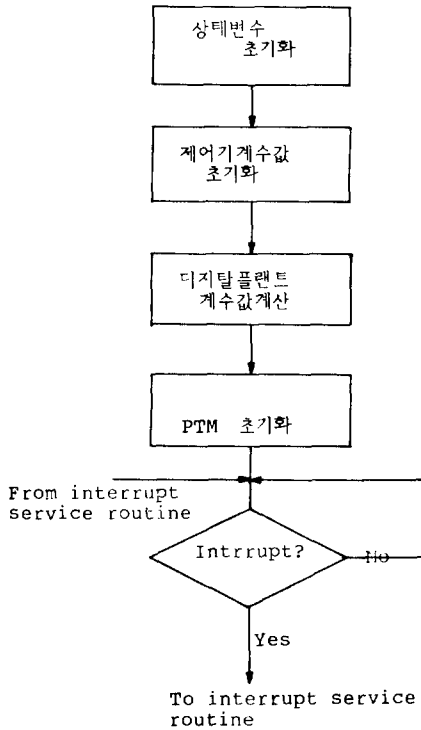 상태변수
초기화
제어기계수값
초기화
디지탈플랜트
계수값계산
PTM 초기화
From interrupt
service routine
Intrrupt?
No
Yes
To interrupt service
routine